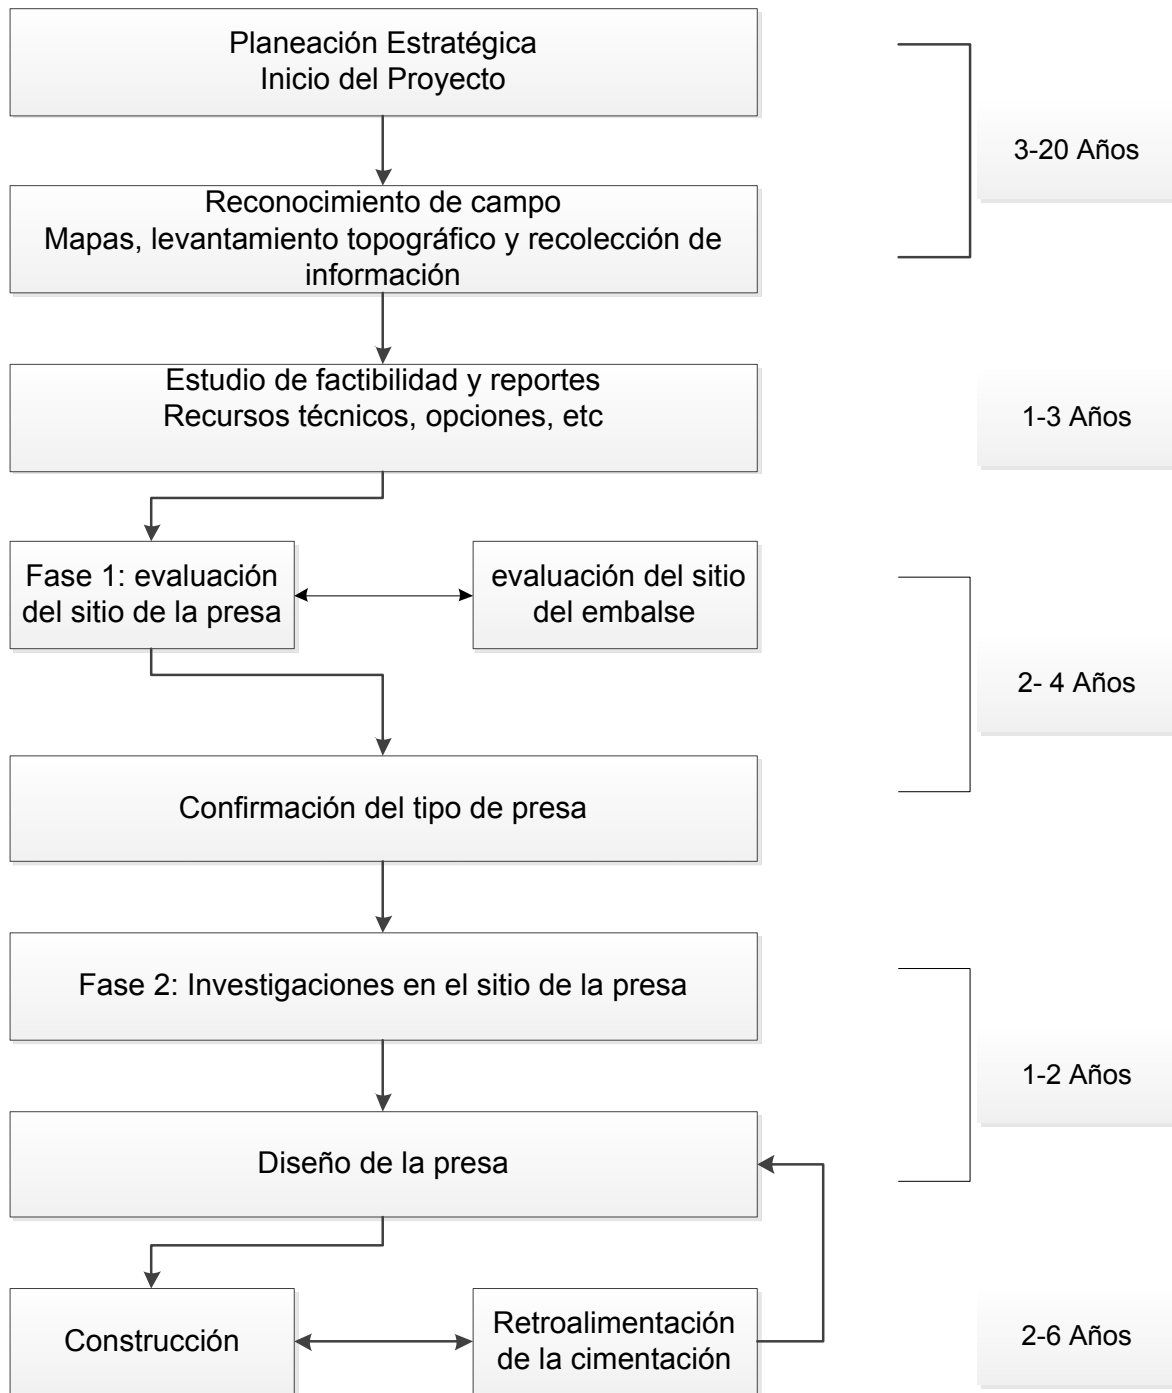 Planeación Estratégica
Inicio del Proyecto
3-20 Años
Reconocimiento de campo
Mapas, levantamiento topográfico y recolección de
información
Estudio de factibilidad y reportes
Recursos técnicos, opciones, etc
1-3 Años
Fase 1: evaluación
del sitio de la presa
evaluación del sitio
del embalse
2- 4 Años
Confirmación del tipo de presa
Fase 2: Investigaciones en el sitio de la presa
1-2 Años
Diseño de la presa
Construcción
Retroalimentación
de la cimentación
2-6 Años